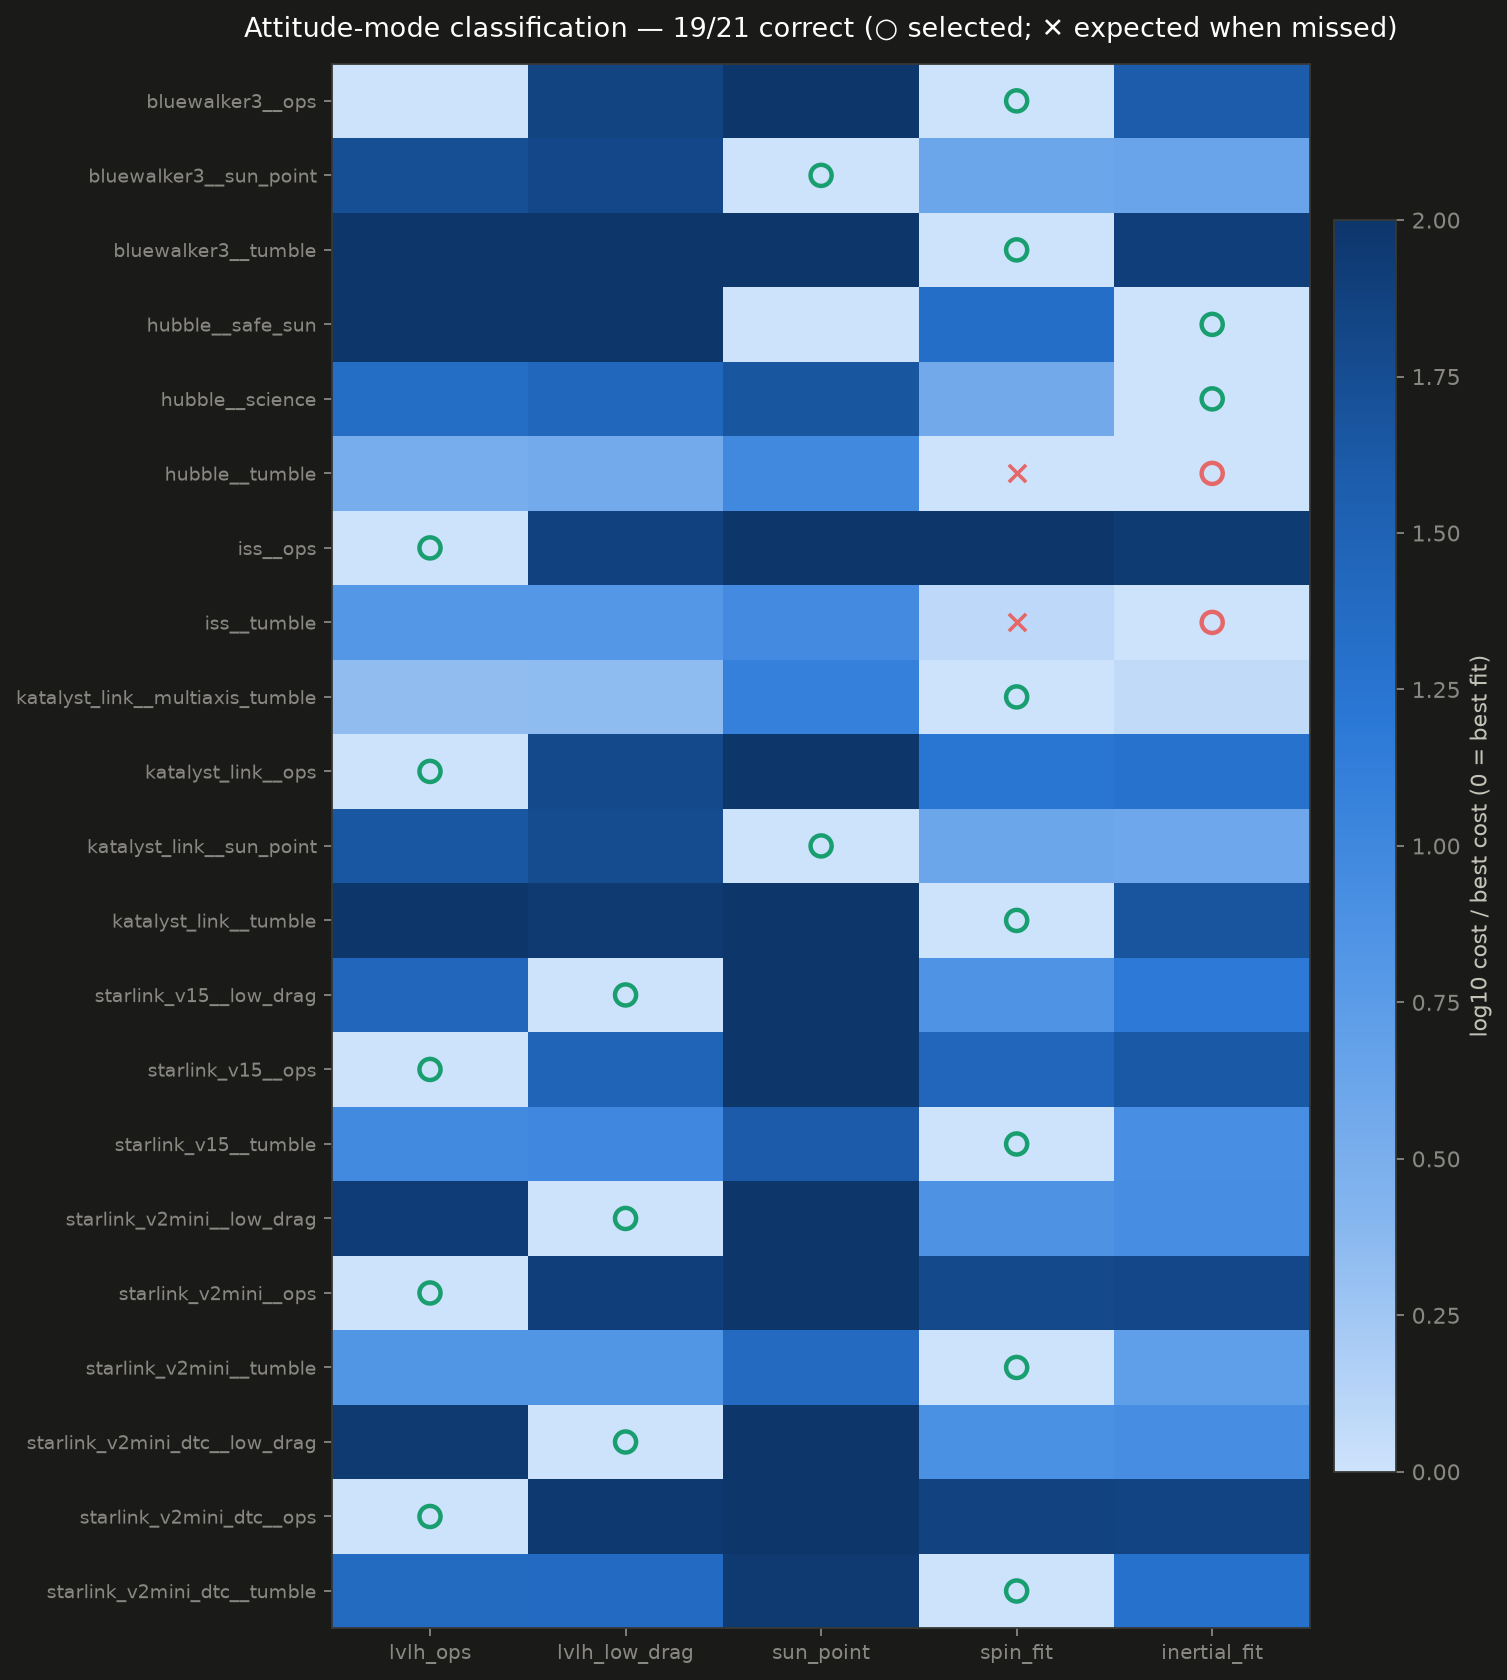 Attitude-mode classification — 19/21 correct (○ selected; ✕ expected when missed)
bluewalker3__ops
bluewalker3__sun_point
bluewalker3__tumble
hubble__safe_sun
hubble__science
hubble__tumble
iss__ops
iss__tumble
katalyst_link__multiaxis_tumble
katalyst_link__ops
katalyst_link__sun_point
katalyst_link__tumble
starlink_v15__low_drag
starlink_v15__ops
starlink_v15__tumble
starlink_v2mini__low_drag
starlink_v2mini__ops
starlink_v2mini__tumble
starlink_v2mini_dtc__low_drag
starlink_v2mini_dtc__ops
starlink_v2mini_dtc__tumble
lvlh_ops
lvlh_low_drag
sun_point
spin_fit
inertial_fit
2.00
1.75
1.50
1.25
1.00
0.75
0.50
0.25
0.00
log10 cost / best cost (0 = best fit)